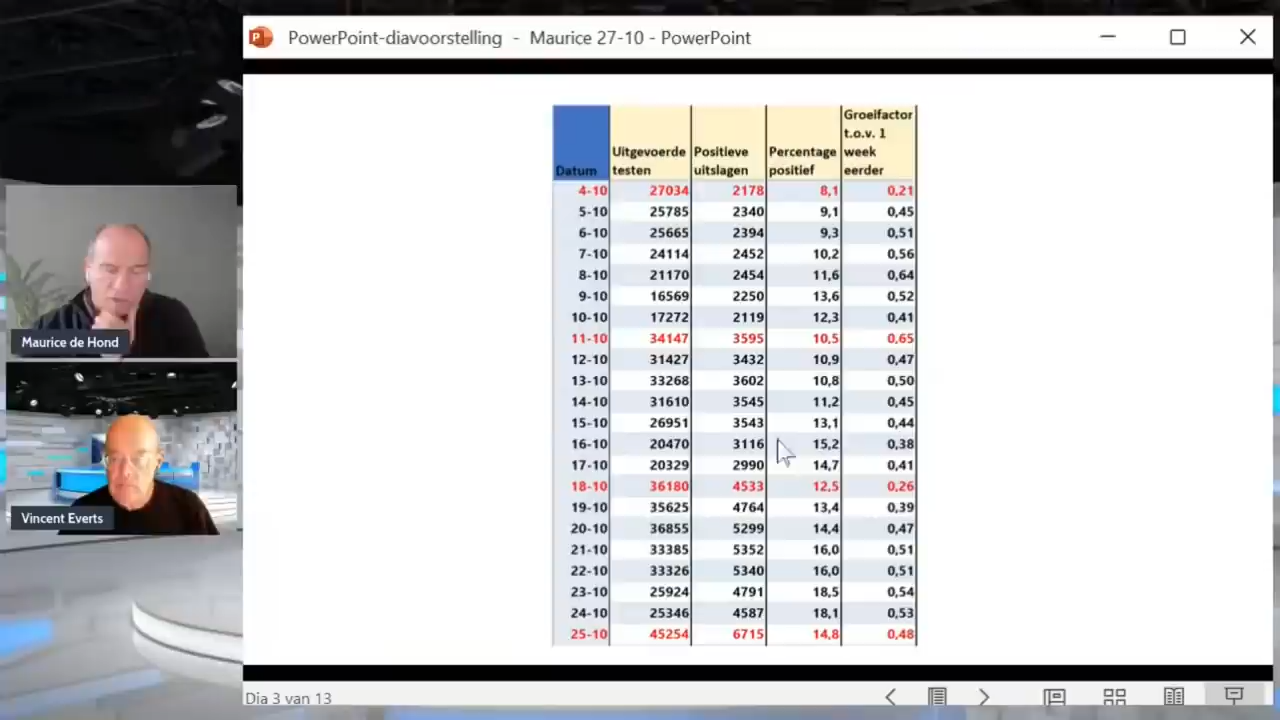 PowerPoint-diavoorstelling - Maurice 27-10 - PowerPoint
Groeifactor
t.o.v. 1
Uitgevoerde Positieve Percentage week
Datum testen uitslagen positief eerder
4-10 27034 2178 8,1 0,21
5-10 25785 2340 9,1 0,45
6-10 25665 2394 9,3 0,51
7-10 24114 2452 10,2 0,56
8-10 21170 2454 11,6 0,64
9-10 16569 2250 13,6 0,52
10-10 17272 2119 12,3 0,41
11-10 34147 3595 10,5 0,65
12-10 31427 3432 10,9 0,47
13-10 33268 3602 10,8 0,50
14-10 31610 3545 11,2 0,45
15-10 26951 3543 13,1 0,44
16-10 20470 3116 15,2 0,38
17-10 20329 2990 14,7 0,41
18-10 36180 4533 12,5 0,26
19-10 35625 4764 13,4 0,39
20-10 36855 5299 14,4 0,47
21-10 33385 5352 16,0 0,51
22-10 33326 5340 16,0 0,51
23-10 25924 4791 18,5 0,54
24-10 25346 4587 18,1 0,53
25-10 45254 6715 14,8 0,48
Maurice de Hond
Vincent Everts
Dia 3 van 13